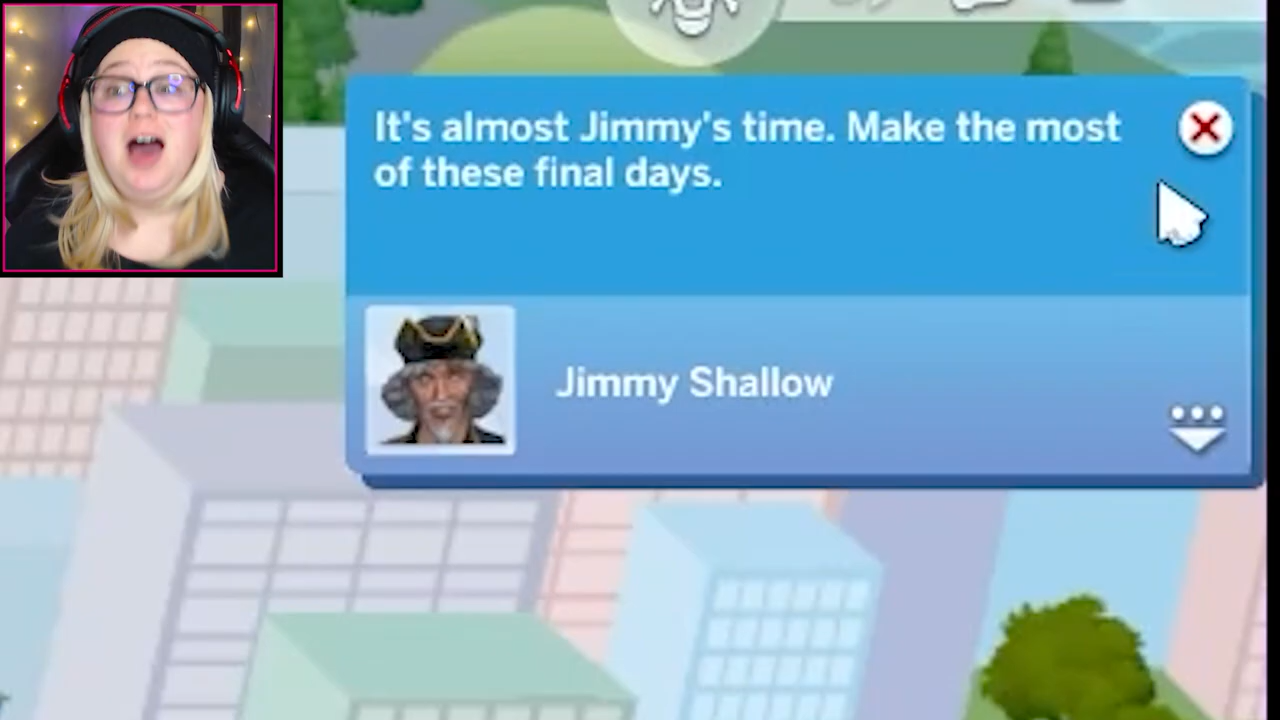 It's almost Jimmy's time. Make the most
of these final days.
Jimmy Shallow